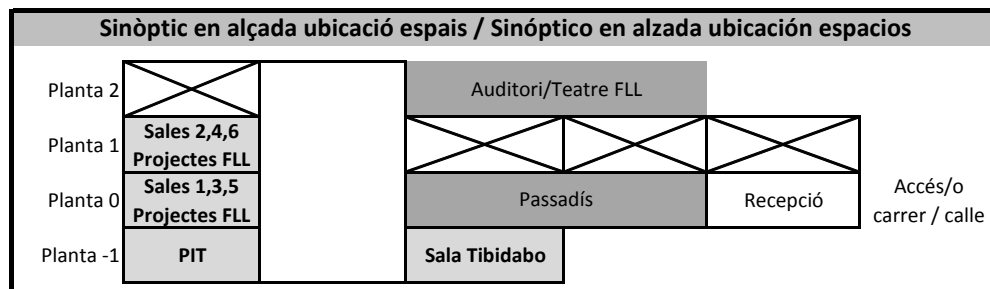 Sinòptic en alçada ubicació espais / Sinóptico en alzada ubicación espacios
Planta 2
Auditori/Teatre FLL
Planta 1
Sales 2,4,6
Projectes FLL
Planta 0
Sales 1,3,5
Projectes FLL
Passadís
Recepció
Accés/o
carrer / calle
Planta -1
PIT
Sala Tibidabo